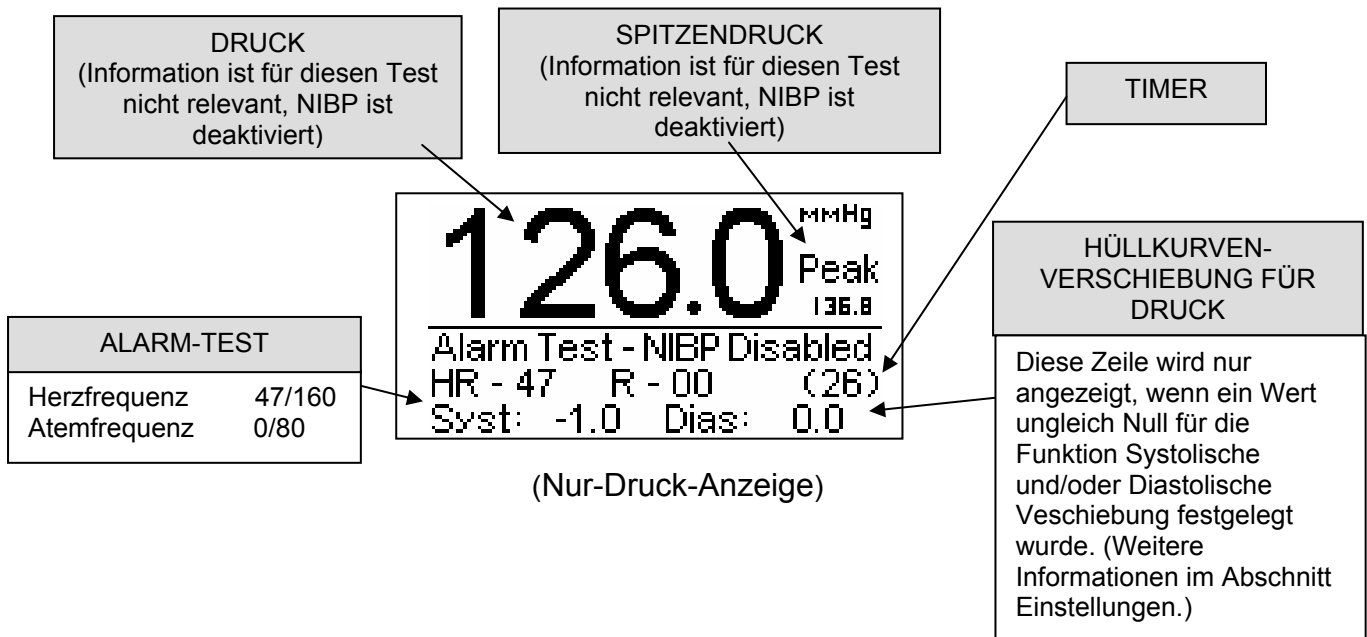 DRUCK
(Information ist für diesen Test
nicht relevant, NIBP ist
deaktiviert)
SPITZENDRUCK
(Information ist für diesen Test
nicht relevant, NIBP ist
deaktiviert)
TIMER
126.0
MMHg
Peak
136.8
Alarm Test - NIBP Disabled
HR - 47 R - 00 (26)
Syst: -1.0 Dias: 0.0
(Nur-Druck-Anzeige)
ALARM-TEST
Herzfrequenz 47/160
Atemfrequenz 0/80
HÜLLKURVEN-
VERSCHIEBUNG FÜR
DRUCK
Diese Zeile wird nur
angezeigt, wenn ein Wert
ungleich Null für die
Funktion Systolische
und/oder Diastolische
Veschiebung festgelegt
wurde. (Weitere
Informationen im Abschnitt
Einstellungen.)